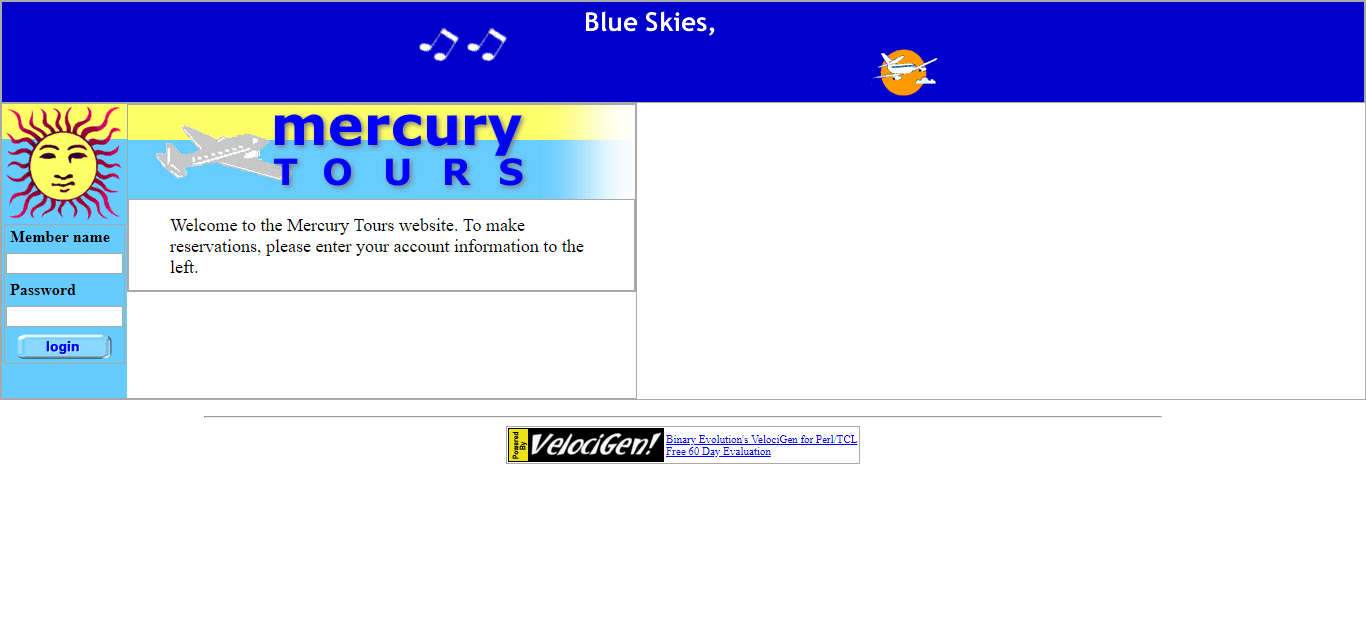 Blue Skies,
mercury
TOURS
Welcome to the Mercury Tours website. To make
reservations, please enter your account information to the
left.
Member name
Password
login
Powered
By
VelociGen!
Binary Evolution's VelociGen for Perl/TCL
Free 60 Day Evaluation